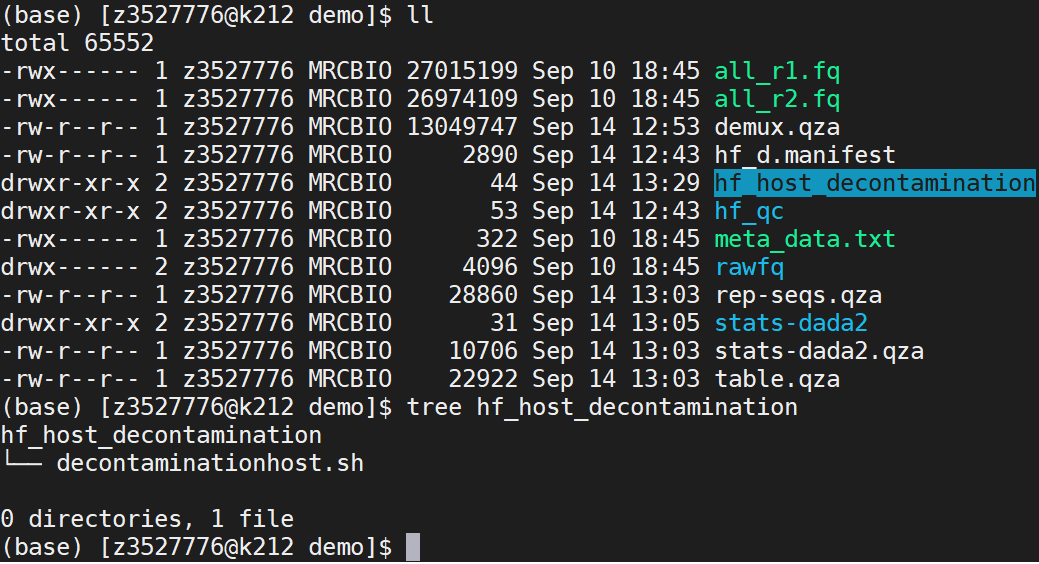 (base) [z3527776@k212 demo]$ ll
total 65552
-rwx------ 1 z3527776 MRCBIO 27015199 Sep 10 18:45 all_r1.fq
-rwx------ 1 z3527776 MRCBIO 26974109 Sep 10 18:45 all_r2.fq
-rw-r--r-- 1 z3527776 MRCBIO 13049747 Sep 14 12:53 demux.qza
-rw-r--r-- 1 z3527776 MRCBIO     2890 Sep 14 12:43 hf_d.manifest
drwxr-xr-x 2 z3527776 MRCBIO       44 Sep 14 13:29 hf_host_decontamination
drwxr-xr-x 2 z3527776 MRCBIO       53 Sep 14 12:43 hf_qc
-rwx------ 1 z3527776 MRCBIO      322 Sep 10 18:45 meta_data.txt
drwx------ 2 z3527776 MRCBIO     4096 Sep 10 18:45 rawfq
-rw-r--r-- 1 z3527776 MRCBIO    28860 Sep 14 13:03 rep-seqs.qza
drwxr-xr-x 2 z3527776 MRCBIO       31 Sep 14 13:05 stats-dada2
-rw-r--r-- 1 z3527776 MRCBIO    10706 Sep 14 13:03 stats-dada2.qza
-rw-r--r-- 1 z3527776 MRCBIO    22922 Sep 14 13:03 table.qza
(base) [z3527776@k212 demo]$ tree hf_host_decontamination
hf_host_decontamination
└── decontaminationhost.sh
0 directories, 1 file
(base) [z3527776@k212 demo]$